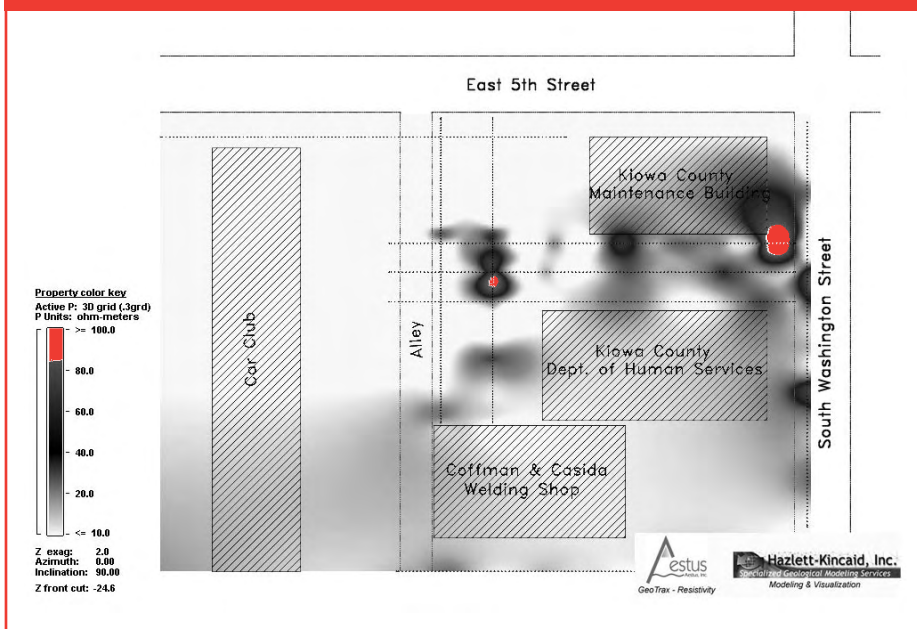 East 5th Street
Kiowa County
Maintenance Building
South Washington Street
Alley
Car Club
Kiowa County
Dept. of Human Services
Coffman & Casida
Welding Shop
Property color key
Active P: 3D grid (.3grd)
P Units: ohm-meters
>= 100.0
80.0
60.0
40.0
20.0
<= 10.0
Z exag: 2.0
Azimuth: 0.00
Inclination: 90.00
Z front cut: -24.6
Aestus
Aestus, Inc.
GeoTrax - Resistivity
Hazlett-Kincaid, Inc.
Specialized Geological Modeling Services
Modeling & Visualization